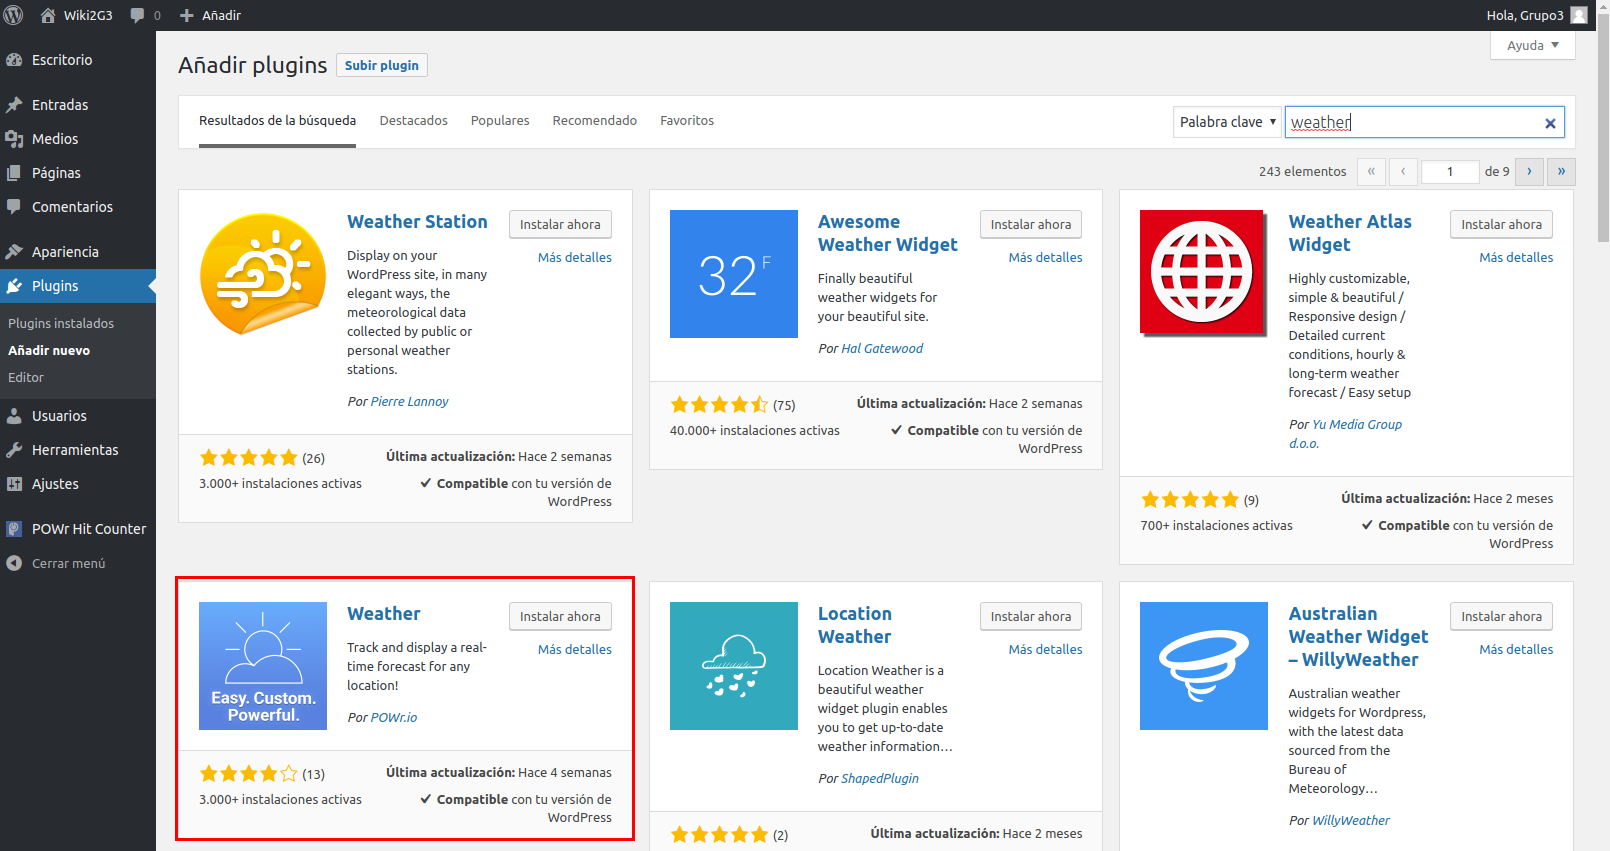 Wiki2G3 0 Añadir Hola, Grupo3
Ayuda
Escritorio
Entradas
Medios
Páginas
Comentarios
Apariencia
Plugins
Plugins instalados
Añadir nuevo
Editor
Usuarios
Herramientas
Ajustes
POWr Hit Counter
Cerrar menú
Añadir plugins Subir plugin
Resultados de la búsqueda Destacados Populares Recomendado Favoritos Palabra clave weather
243 elementos « ‹ 1 de 9 › »
Weather Station
Instalar ahora
Más detalles
Display on your
WordPress site, in many
elegant ways, the
meteorological data
collected by public or
personal weather
stations.
Por Pierre Lannoy
(26)
Última actualización: Hace 2 semanas
3.000+ instalaciones activas
Compatible con tu versión de
WordPress
32 F
Awesome
Weather Widget
Instalar ahora
Más detalles
Finally beautiful
weather widgets for
your beautiful site.
Por Hal Gatewood
(75)
Última actualización: Hace 2 semanas
40.000+ instalaciones activas
Compatible con tu versión de
WordPress
Weather Atlas
Widget
Instalar ahora
Más detalles
Highly customizable,
simple & beautiful /
Responsive design /
Detailed current
conditions, hourly &
long-term weather
forecast / Easy setup
Por Yu Media Group
d.o.o.
(9)
Última actualización: Hace 2 meses
700+ instalaciones activas
Compatible con tu versión de
WordPress
Easy. Custom.
Powerful.
Weather
Instalar ahora
Más detalles
Track and display a real-
time forecast for any
location!
Por POWr.io
(13)
Última actualización: Hace 4 semanas
3.000+ instalaciones activas
Compatible con tu versión de
WordPress
Location
Weather
Instalar ahora
Más detalles
Location Weather is a
beautiful weather
widget plugin enables
you to get up-to-date
weather information…
Por ShapedPlugin
(2)
Última actualización: Hace 2 meses
Australian
Weather Widget
– WillyWeather
Instalar ahora
Más detalles
Australian weather
widgets for Wordpress,
with the latest data
sourced from the
Bureau of
Meteorology…
Por WillyWeather